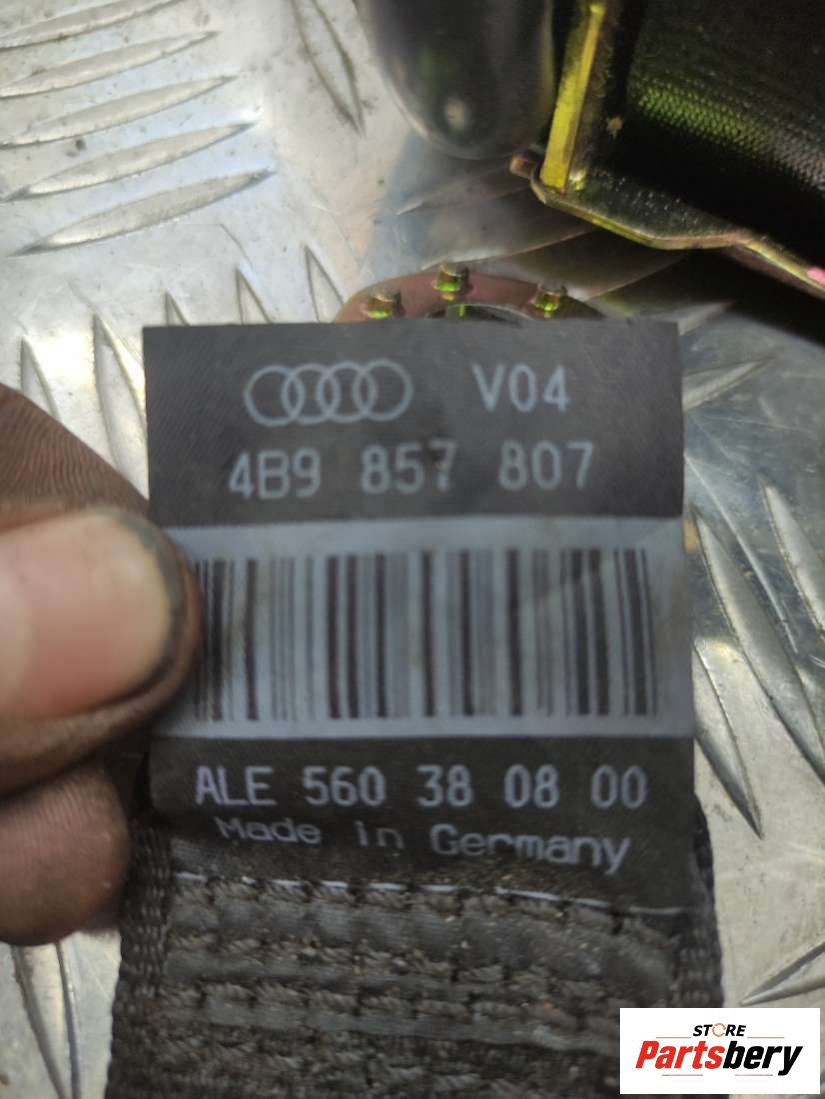 V04
4B9 857 807
ALE 560 38 08 00
Made in Germany
STORE
Partsbery